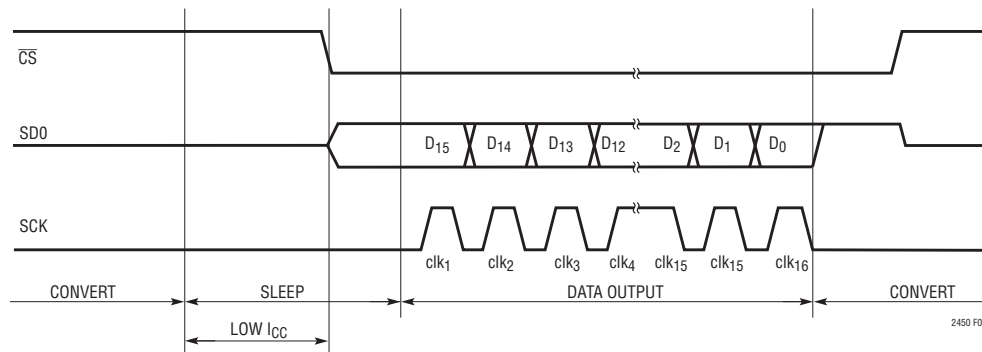 CS
SD0
D15 D14 D13 D12 D2 D1 D0
SCK
clk1 clk2 clk3 clk4 clk15 clk15 clk16
CONVERT SLEEP DATA OUTPUT CONVERT
LOW ICC
2450 F0